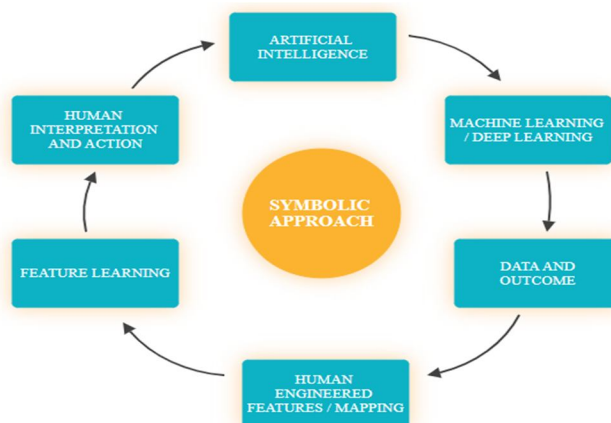 ARTIFICIAL
INTELLIGENCE
MACHINE LEARNING
/ DEEP LEARNING
DATA AND
OUTCOME
HUMAN
ENGINEERED
FEATURES / MAPPING
FEATURE LEARNING
HUMAN
INTERPRETATION
AND ACTION
SYMBOLIC
APPROACH